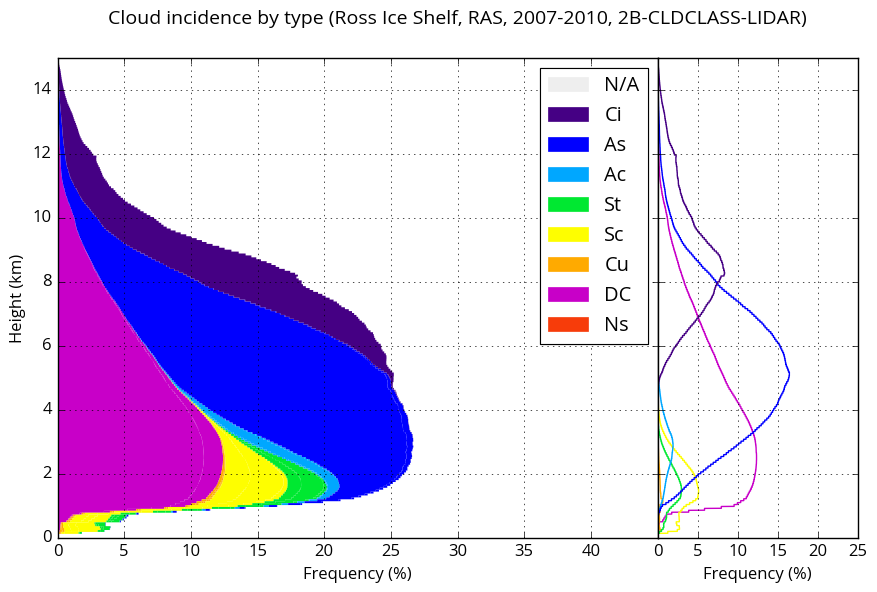 Cloud incidence by type (Ross Ice Shelf, RAS, 2007-2010, 2B-CLDCLASS-LIDAR)
Height (km)
14
12
10
8
6
4
2
0
0 5 10 15 20 25 30 35 40
Frequency (%)
N/A
Ci
As
Ac
St
Sc
Cu
DC
Ns
0 5 10 15 20 25
Frequency (%)